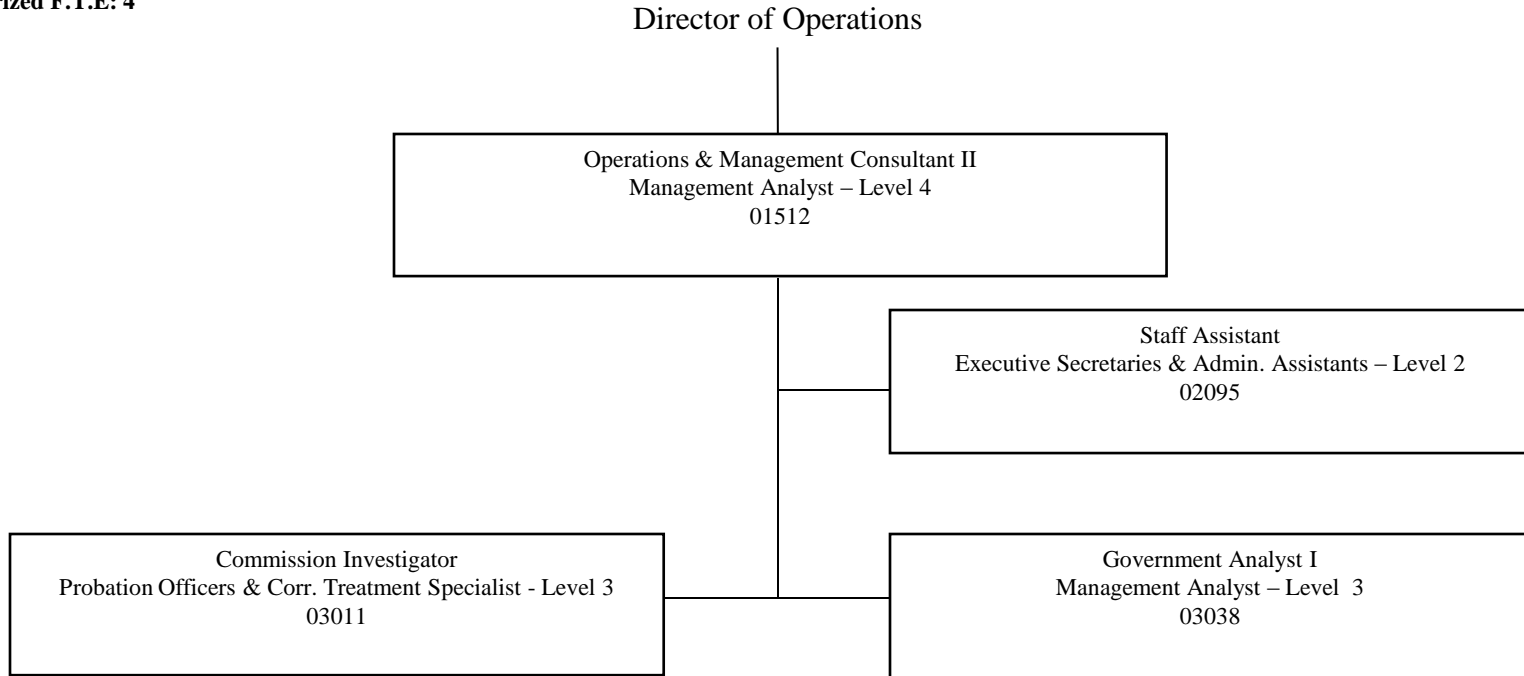 F.T.E: 4
Director of Operations
Operations & Management Consultant II
Management Analyst – Level 4
01512
Staff Assistant
Executive Secretaries & Admin. Assistants – Level 2
02095
Commission Investigator
Probation Officers & Corr. Treatment Specialist - Level 3
03011
Government Analyst I
Management Analyst – Level  3
03038